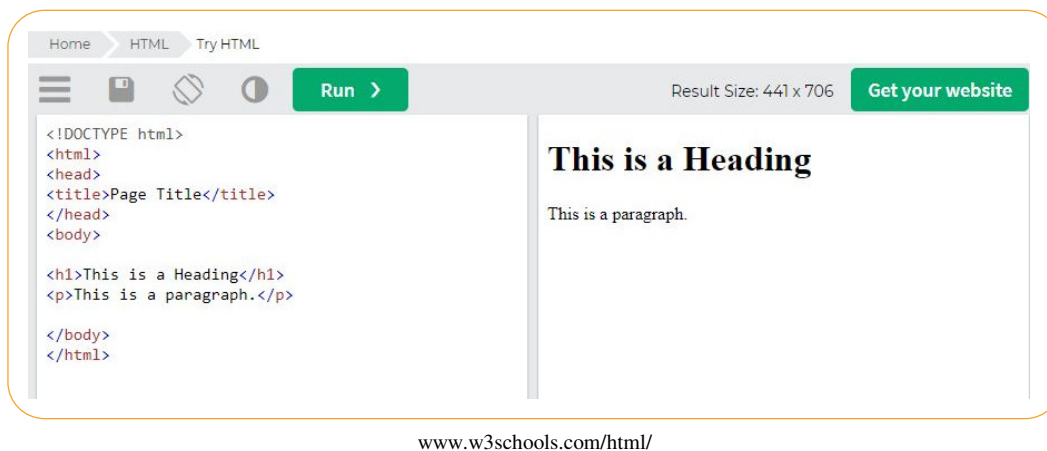 Home HTML Try HTML
Run ❯ Result Size: 441 x 706 Get your website
<!DOCTYPE html>
<html>
<head>
<title>Page Title</title>
</head>
<body>
<h1>This is a Heading</h1>
<p>This is a paragraph.</p>
</body>
</html>
This is a Heading
This is a paragraph.
www.w3schools.com/html/